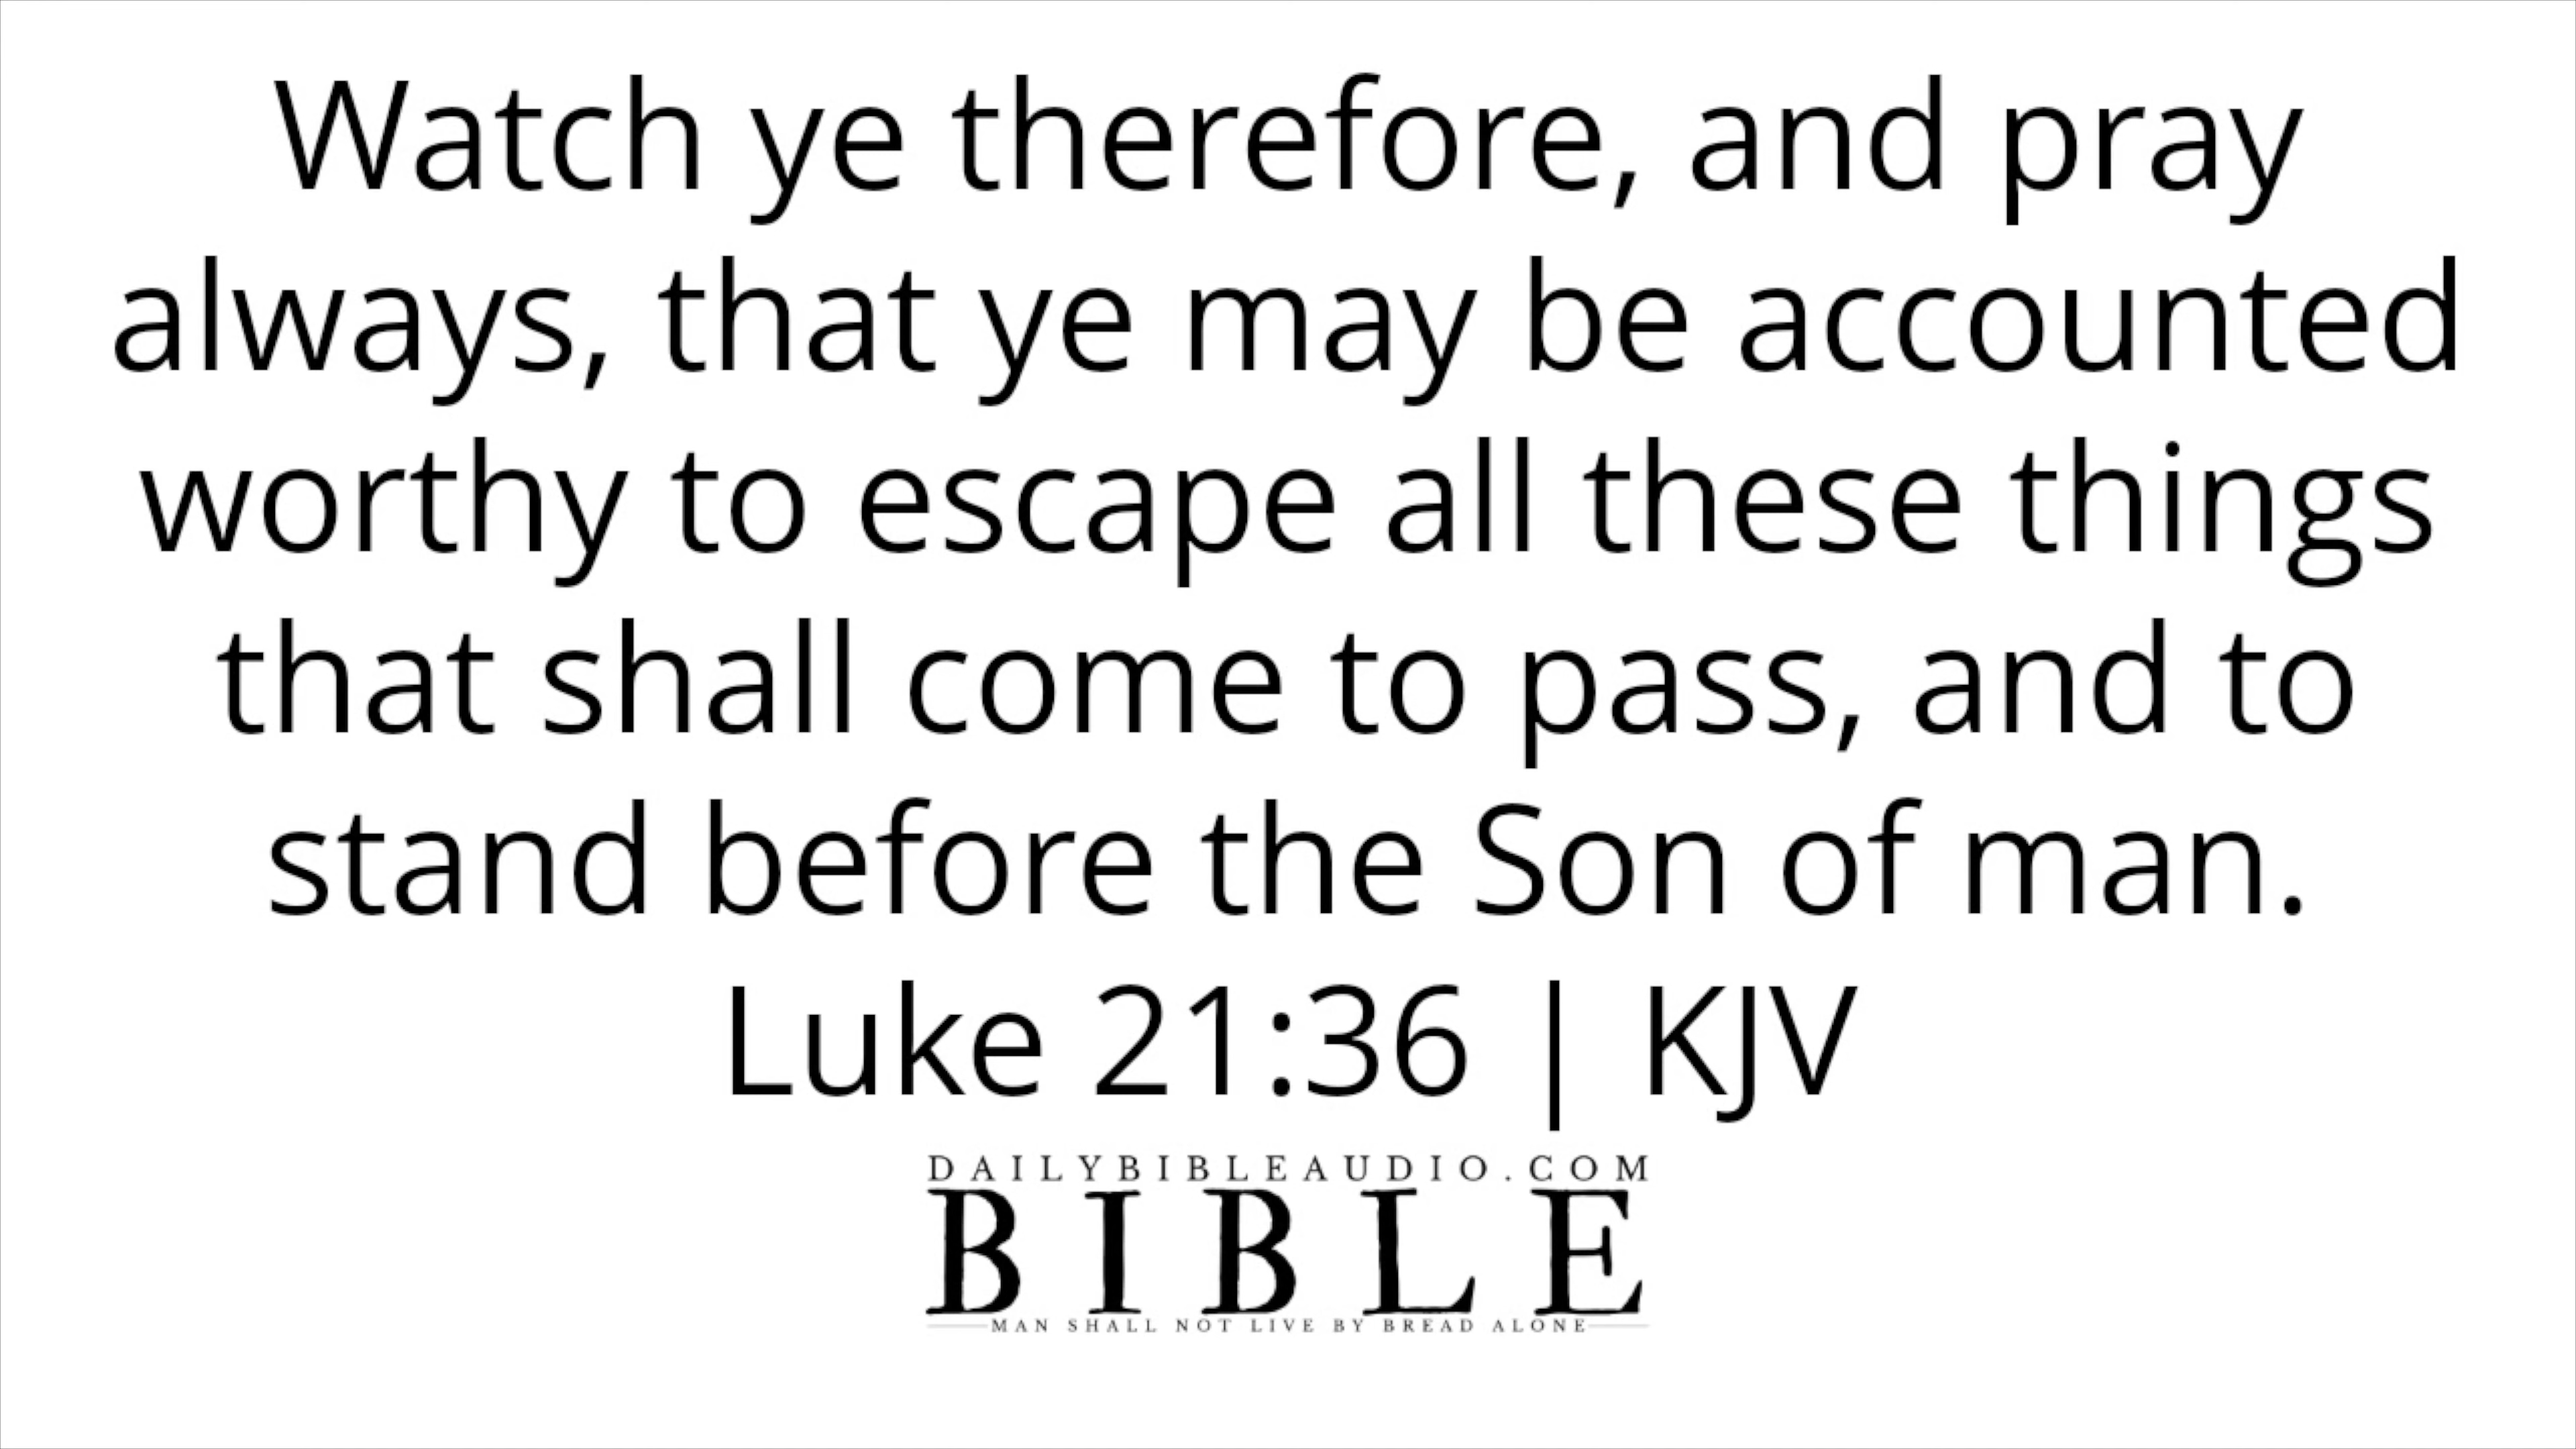 Watch ye therefore, and pray
always, that ye may be accounted
worthy to escape all these things
that shall come to pass, and to
stand before the Son of man.
Luke 21:36 | KJV
DAILYBIBLEAUDIO.COM
BIBLE
MAN SHALL NOT LIVE BY BREAD ALONE